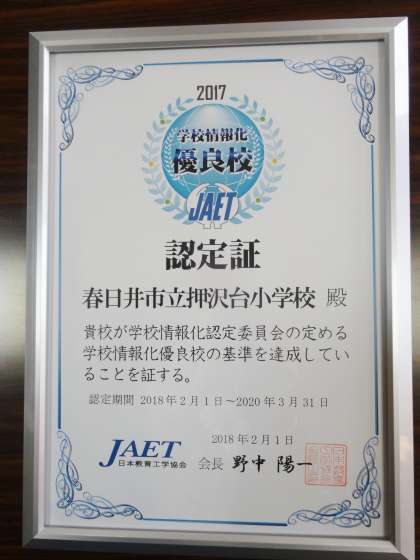 2017
学校情報化
優良校
JAET
認定証
春日井市立押沢台小学校 殿
貴校が学校情報化認定委員会の定める
学校情報化優良校の基準を達成してい
ることを証する。
認定期間 2018年2月1日～2020年3月31日
2018年2月1日
JAET
日本教育工学協会
会長 野中 陽一